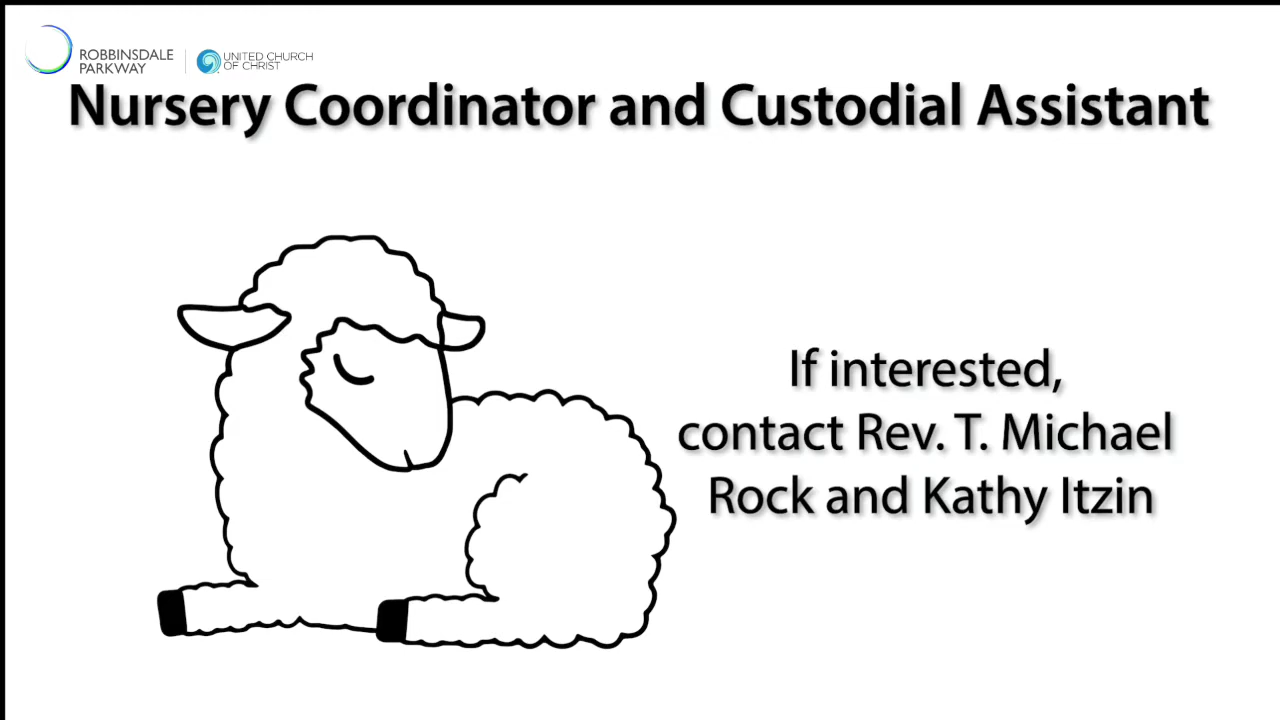 ROBBINSDALE
PARKWAY
UNITED CHURCH
OF CHRIST
Nursery Coordinator and Custodial Assistant
If interested,
contact Rev. T. Michael
Rock and Kathy Itzin